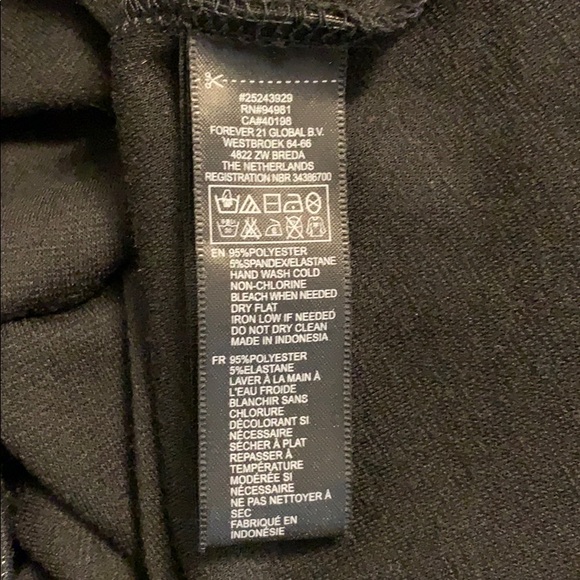 #25243929
RN#94981
CA#40198
FOREVER 21 GLOBAL B.V.
WESTBROEK 64-66
4822 ZW BREDA
THE NETHERLANDS
REGISTRATION NBR 34386700
EN 95%POLYESTER
5%SPANDEX/ELASTANE
HAND WASH COLD
NON-CHLORINE
BLEACH WHEN NEEDED
DRY FLAT
IRON LOW IF NEEDED
DO NOT DRY CLEAN
MADE IN INDONESIA
FR 95%POLYESTER
5%ELASTANE
LAVER À LA MAIN À
L'EAU FROIDE
BLANCHIR SANS
CHLORURE
DÉCOLORANT SI
NÉCESSAIRE
SÉCHER À PLAT
REPASSER À
TEMPÉRATURE
MODÉRÉE SI
NÉCESSAIRE
NE PAS NETTOYER À
SEC
FABRIQUÉ EN
INDONÉSIE